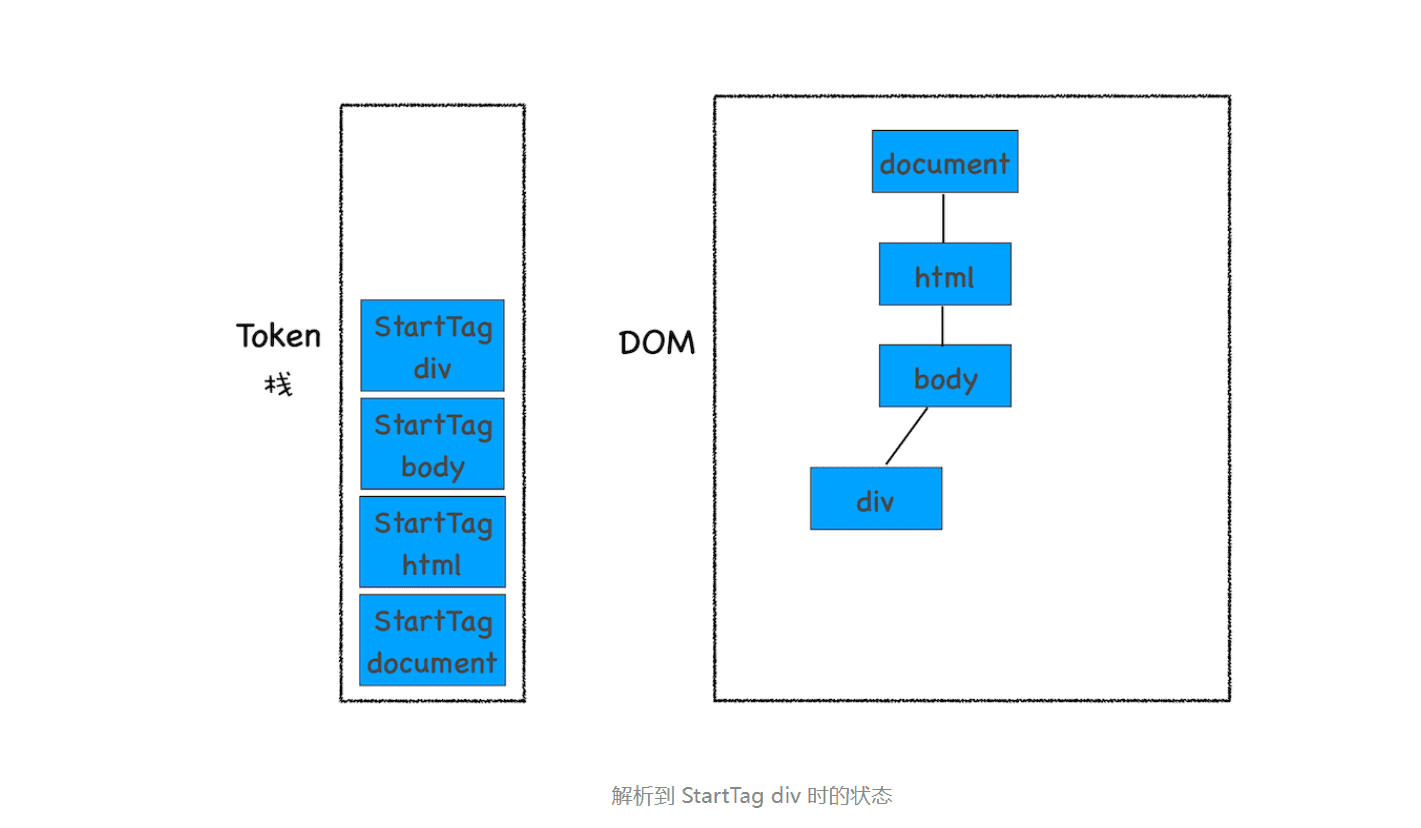 Token
栈
StartTag
div
StartTag
body
StartTag
html
StartTag
document
DOM
document
html
body
div
解析到 StartTag div 时的状态